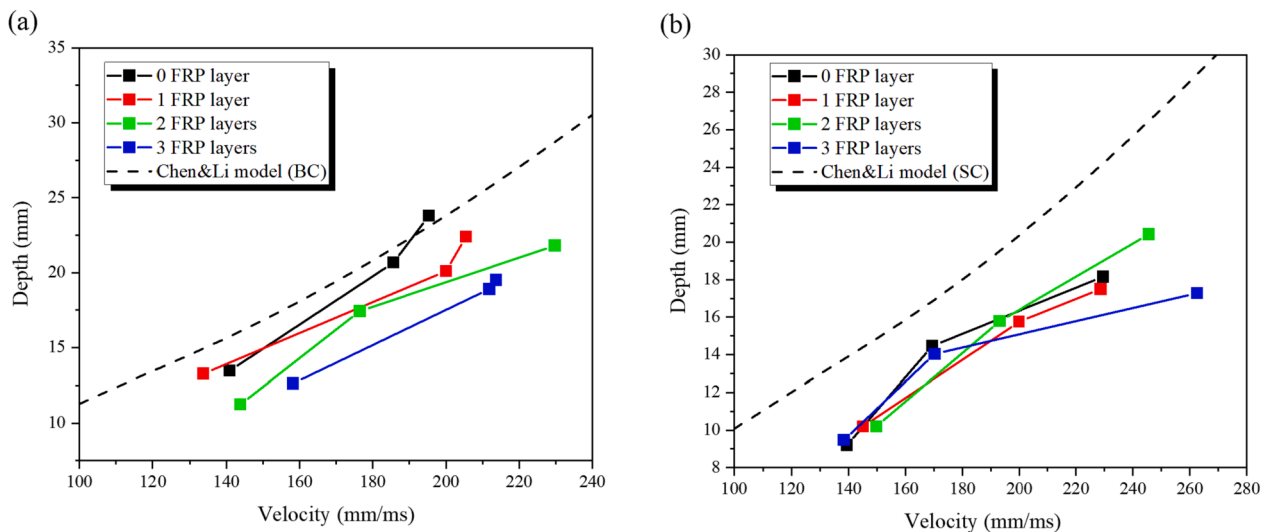 (a)
35
30
25
20
15
10
Depth (mm)
0 FRP layer
1 FRP layer
2 FRP layers
3 FRP layers
Chen&Li model (BC)
100 120 140 160 180 200 220 240
Velocity (mm/ms)
(b)
30
28
26
24
22
20
18
16
14
12
10
8
Depth (mm)
0 FRP layer
1 FRP layer
2 FRP layers
3 FRP layers
Chen&Li model (SC)
100 120 140 160 180 200 220 240 260 280
Velocity (mm/ms)